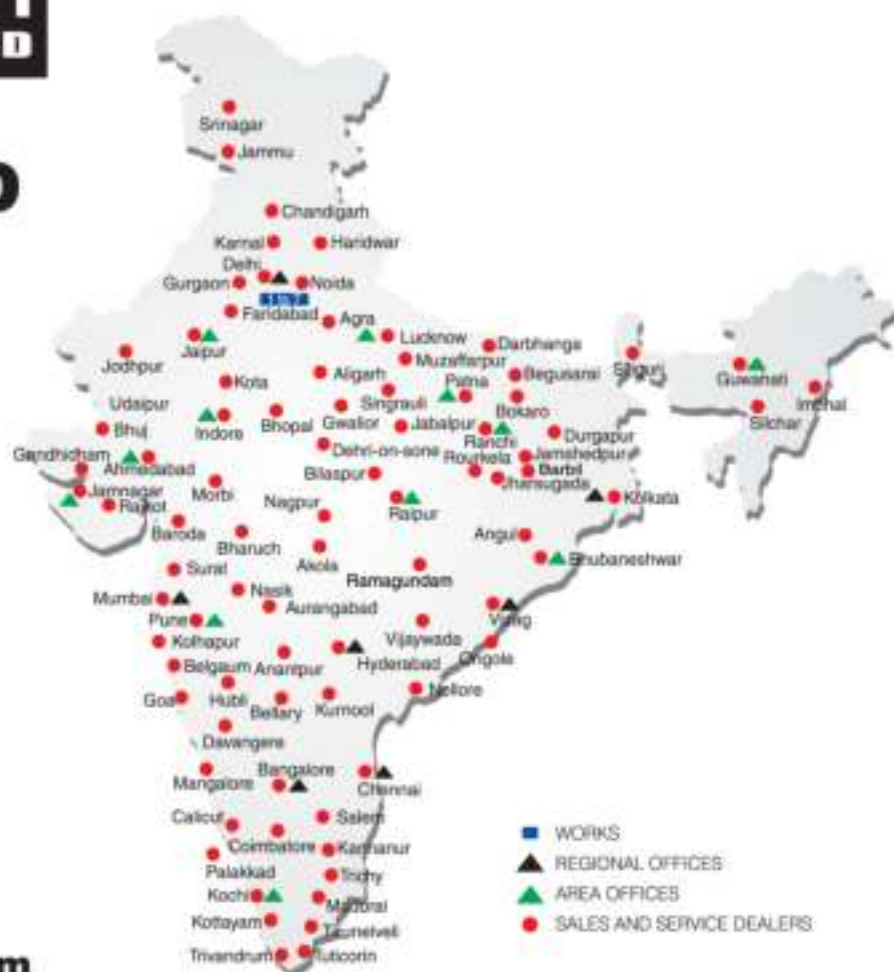 D
Srinagar
Jammu
Chandigarh
Karnal
Haridwar
Delhi
Gurgaon
Noida
1 to 7
Faridabad
Agra
Jaipur
Lucknow
Darbhanga
Jodhpur
Muzaffarpur
Siliguri
Guwahati
Kota
Aligarh
Patna
Begusarai
Imphal
Udaipur
Singrauli
Bokaro
Silchar
Bhuj
Indore
Bhopal
Gwalior
Jabalpur
Ranchi
Durgapur
Gandhidham
Ahmedabad
Dehri-on-sone
Rourkela
Jamshedpur
Barbil
Bilaspur
Jharsugada
Jamnagar
Morbi
Kolkata
Rajkot
Nagpur
Raipur
Baroda
Angul
Bharuch
Akola
Bhubaneshwar
Surat
Ramagundam
Nasik
Mumbai
Aurangabad
Pune
Vizag
Kolhapur
Vijaywada
Ongole
Belgaum
Anantpur
Hyderabad
Goa
Hubli
Bellary
Kurnool
Nellore
Davangere
Mangalore
Bangalore
Chennai
Calicut
Salem
Coimbatore
Kannanur
Palakkad
Trichy
Kochi
Madurai
Kottayam
Tirunelveli
Trivandrum
Tuticorin
WORKS
REGIONAL OFFICES
AREA OFFICES
SALES AND SERVICE DEALERS
m